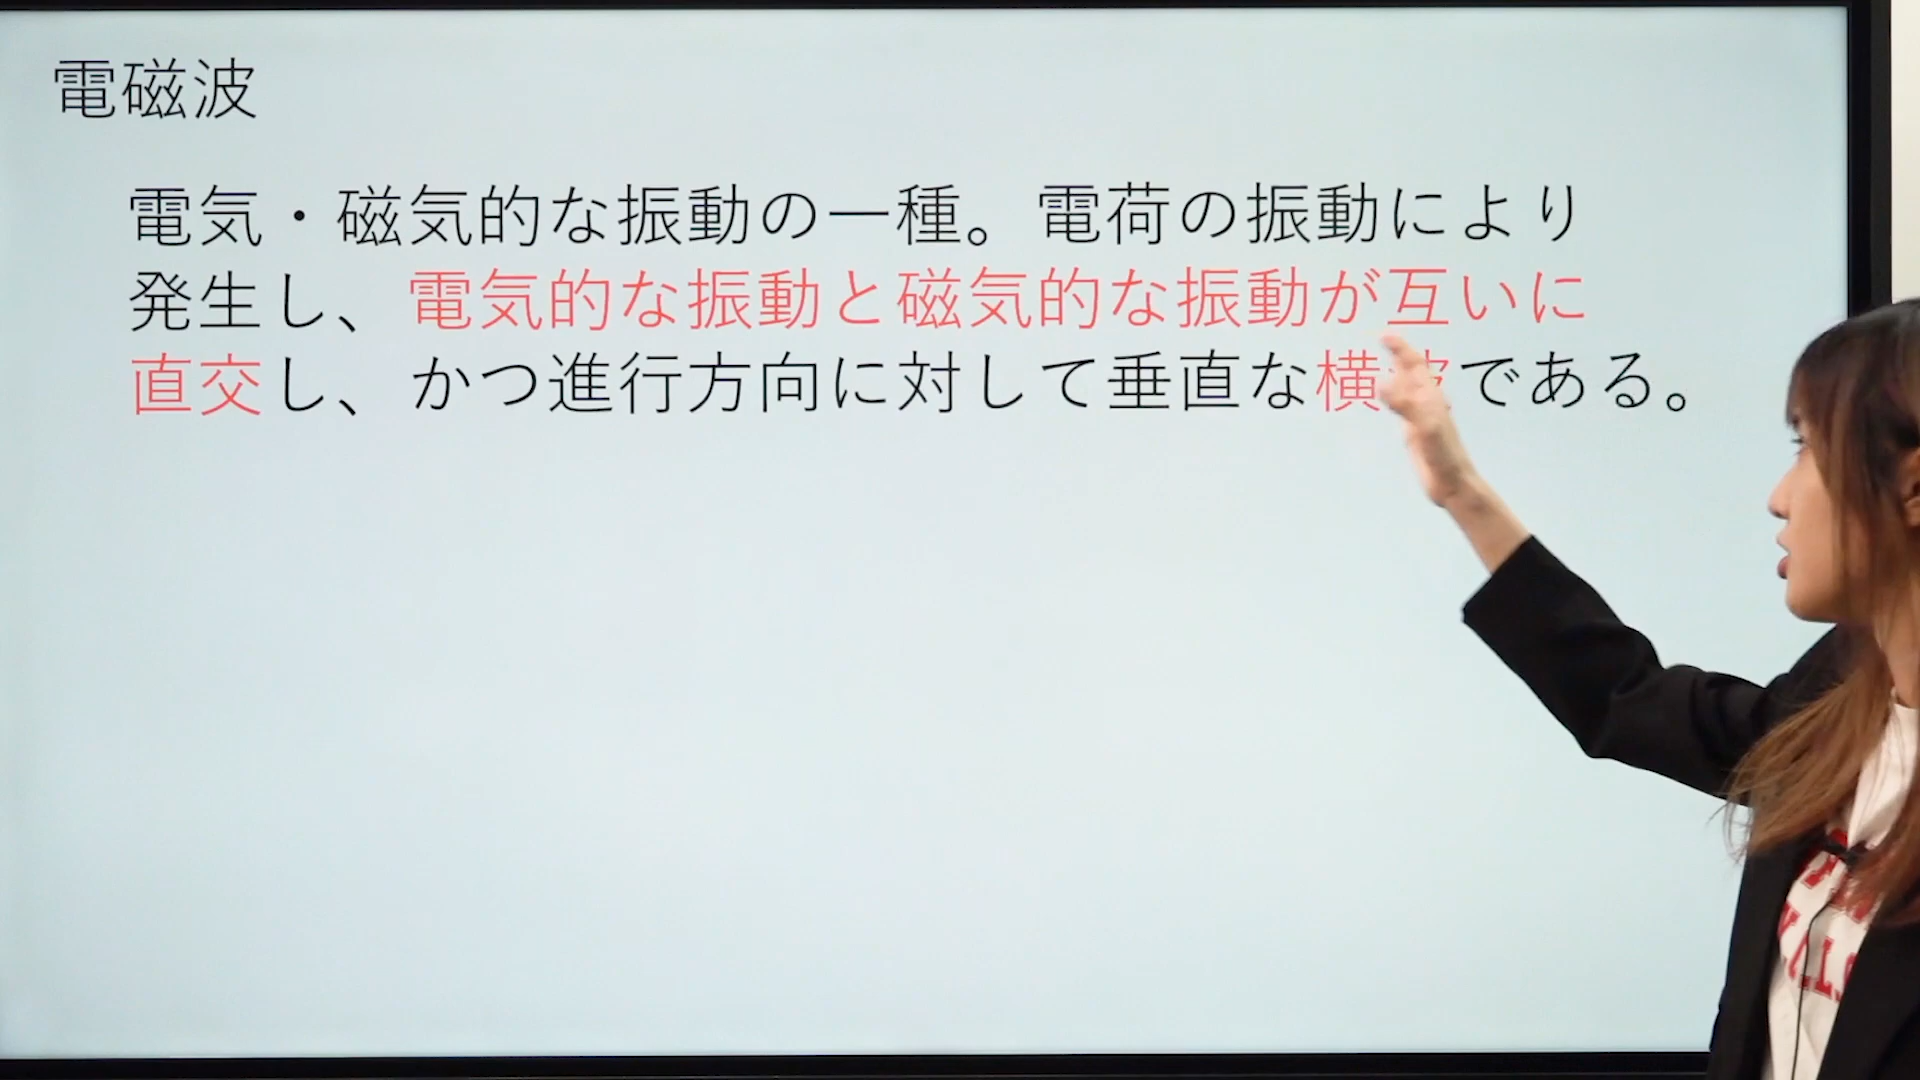 電磁波
電気・磁気的な振動の一種。電荷の振動により
発生し、電気的な振動と磁気的な振動が互いに
直交し、かつ進行方向に対して垂直な横波である。